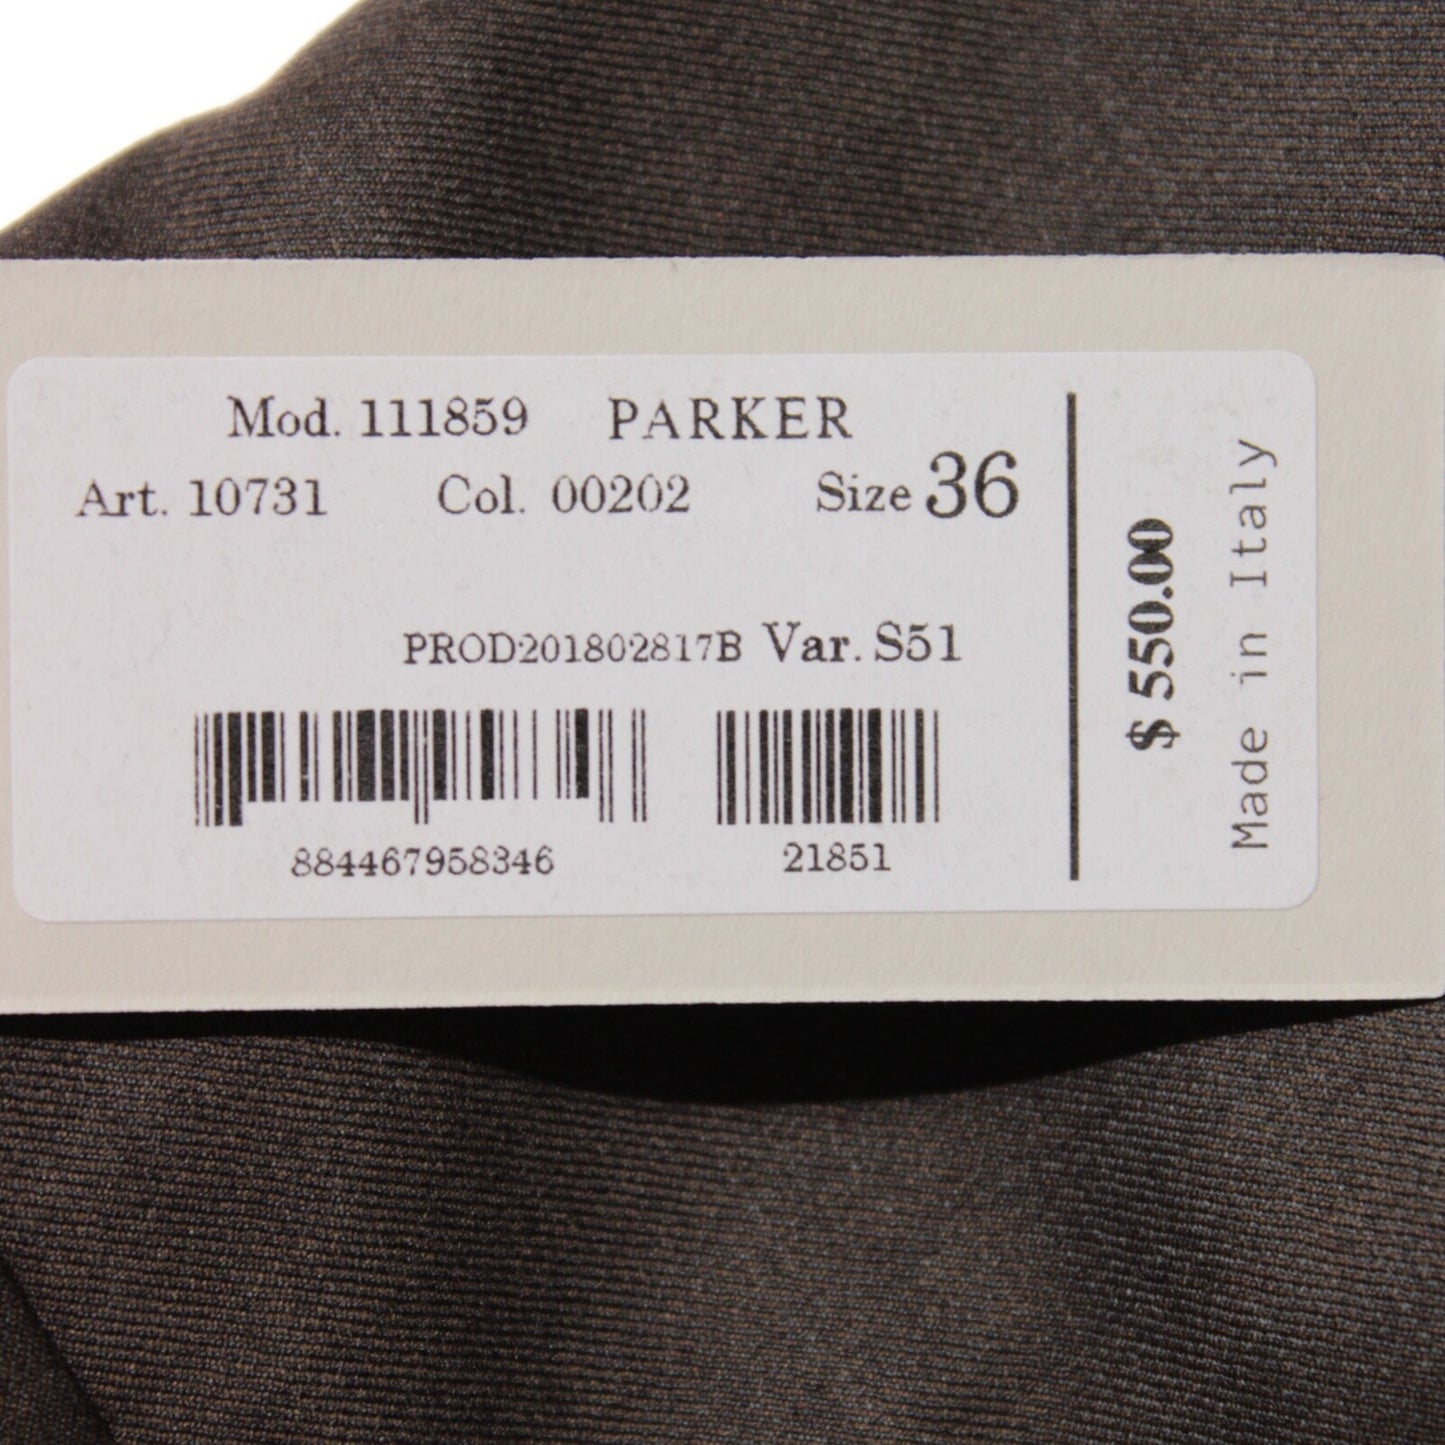 Mod. 111859 PARKER
Art. 10731 Col. 00202 Size 36
PROD201802817B Var. S51
884467958346 21851
$ 550.00
Made in Italy